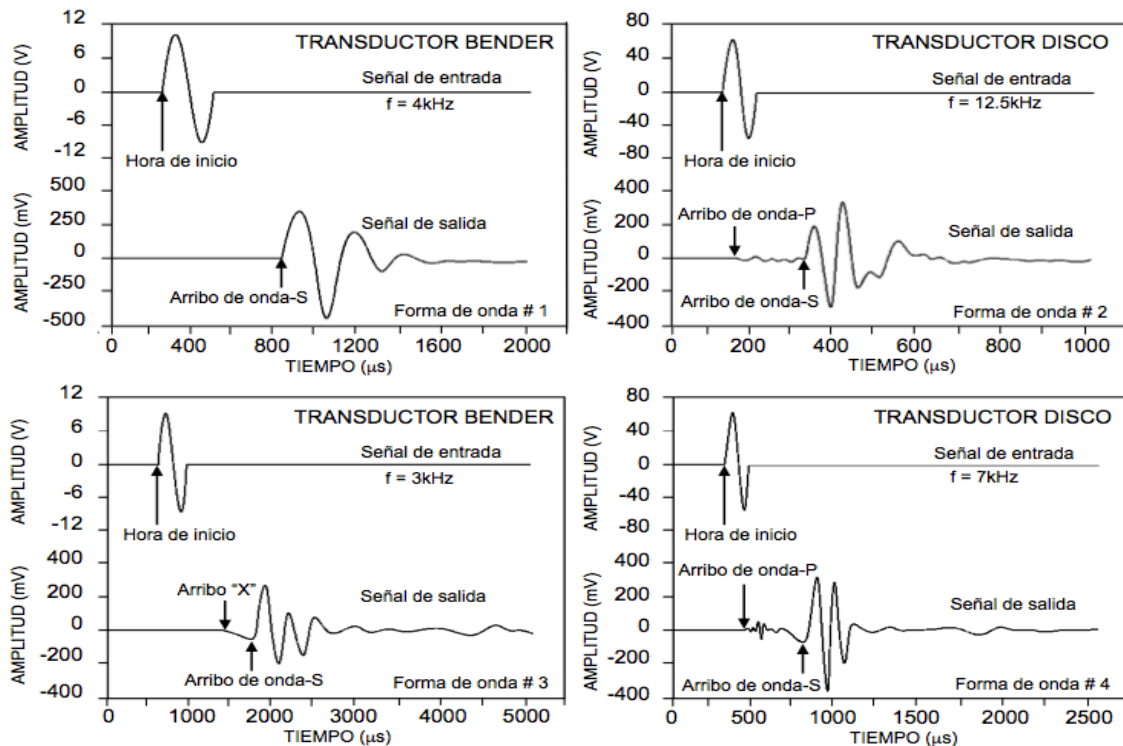 TRANSDUCTOR BENDER
AMPLITUD (V)
12
6
0
-6
-12
Señal de entrada
f = 4kHz
Hora de inicio
AMPLITUD (mV)
500
250
0
-250
-500
Señal de salida
Arribo de onda-S
Forma de onda # 1
0 400 800 1200 1600 2000
TIEMPO (µs)
TRANSDUCTOR DISCO
AMPLITUD (V)
80
40
0
-40
-80
Señal de entrada
f = 12.5kHz
Hora de inicio
AMPLITUD (mV)
400
200
0
-200
-400
Arribo de onda-P
Señal de salida
Arribo de onda-S
Forma de onda # 2
0 200 400 600 800 1000
TIEMPO (µs)
TRANSDUCTOR BENDER
AMPLITUD (V)
12
6
0
-6
-12
Señal de entrada
f = 3kHz
Hora de inicio
AMPLITUD (mV)
400
200
0
-200
-400
Arribo “X”
Señal de salida
Arribo de onda-S
Forma de onda # 3
0 1000 2000 3000 4000 5000
TIEMPO (µs)
TRANSDUCTOR DISCO
AMPLITUD (V)
80
40
0
-40
-80
Señal de entrada
f = 7kHz
Hora de inicio
AMPLITUD (mV)
400
200
0
-200
-400
Arribo de onda-P
Señal de salida
Arribo de onda-S
Forma de onda # 4
0 500 1000 1500 2000 2500
TIEMPO (µs)